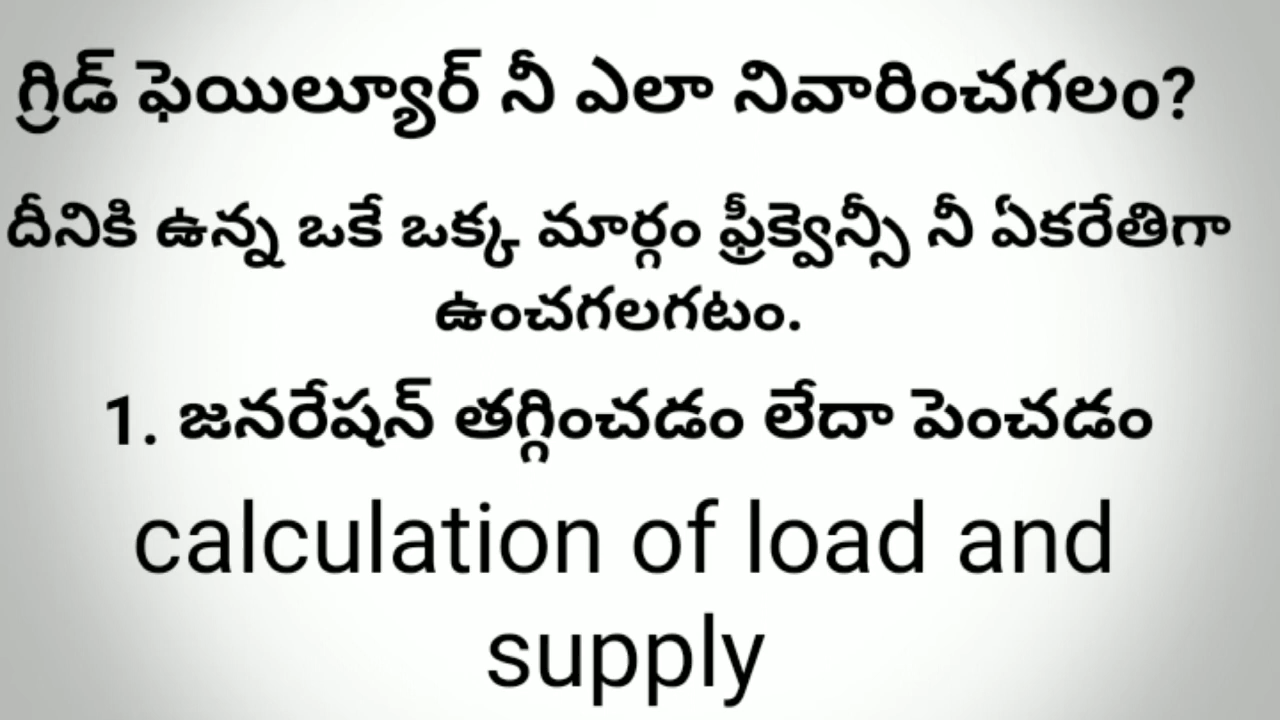 గ్రిడ్ ఫెయిల్యూర్ నీ ఎలా నివారించగలం?
దీనికి ఉన్న ఒకే ఒక్క మార్గం ఫ్రీక్వెన్సీ నీ ఏకరేతిగా
ఉంచగలగటం.
1. జనరేషన్ తగ్గించడం లేదా పెంచడం
calculation of load and
supply